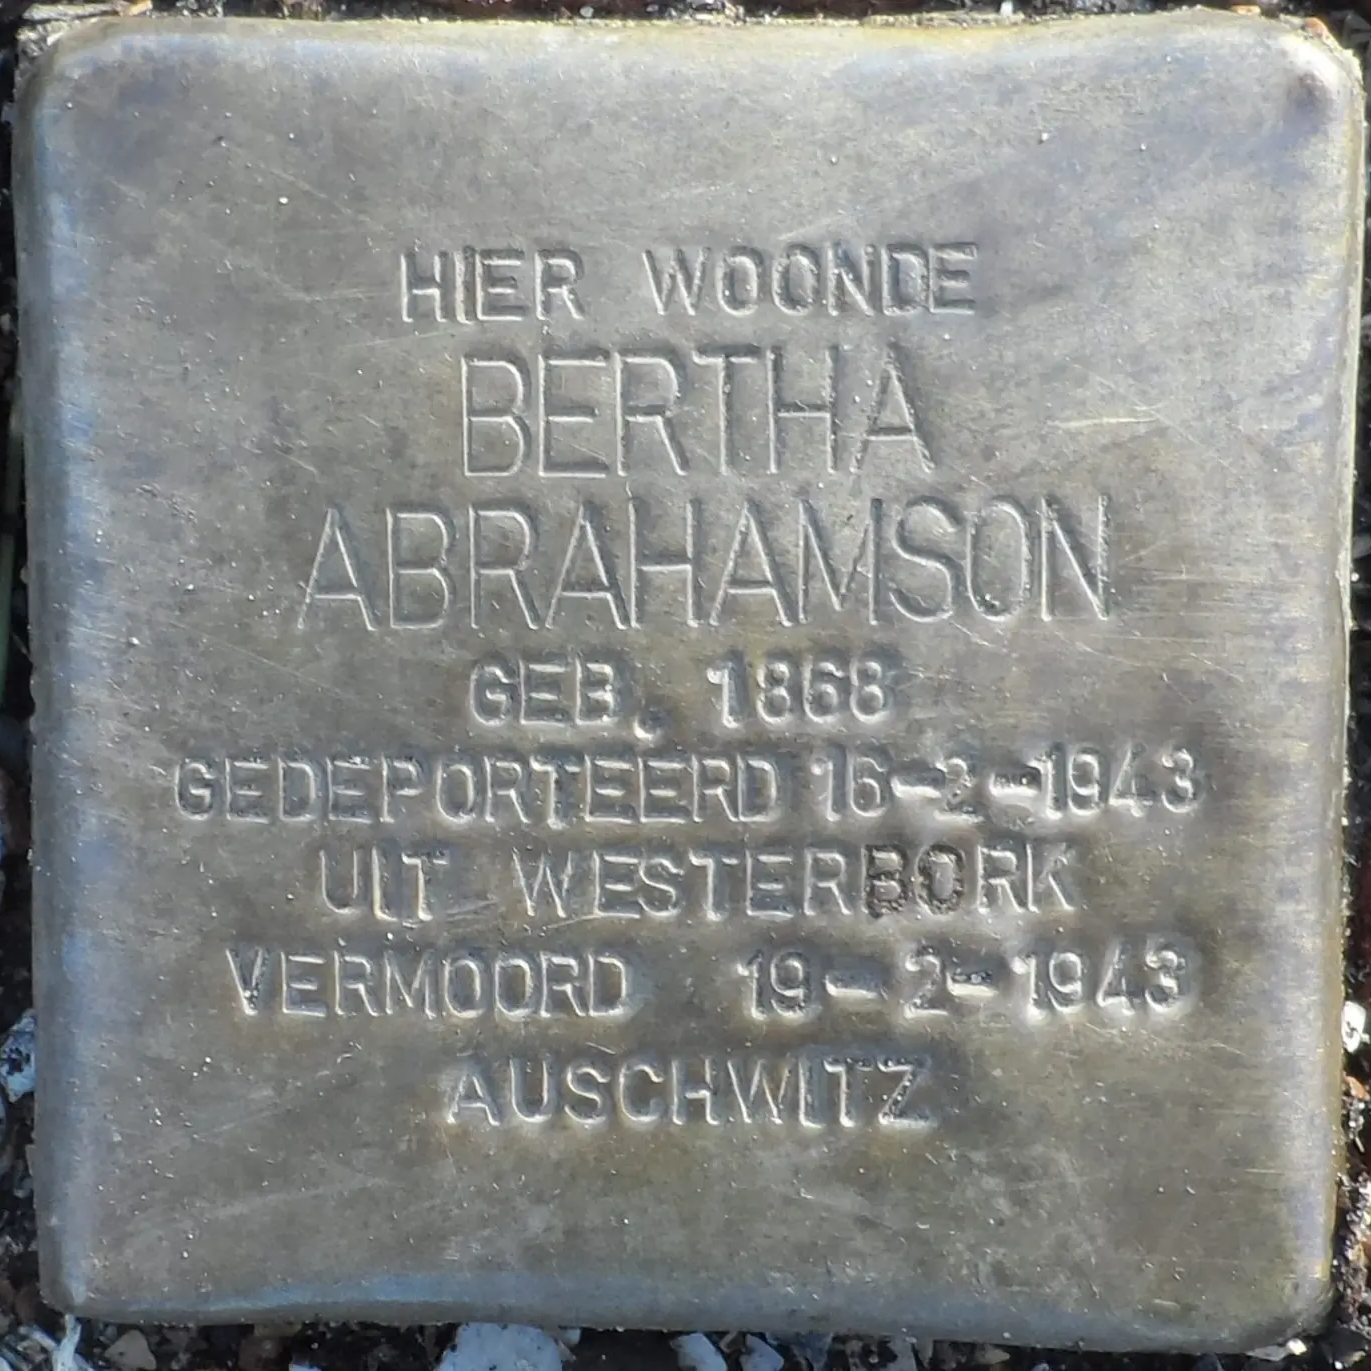 HIER WOONDE
BERTHA
ABRAHAMSON
GEB. 1868
GEDEPORTEERD 16-2-1943
UIT WESTERBORK
VERMOORD 19-2-1943
AUSCHWITZ